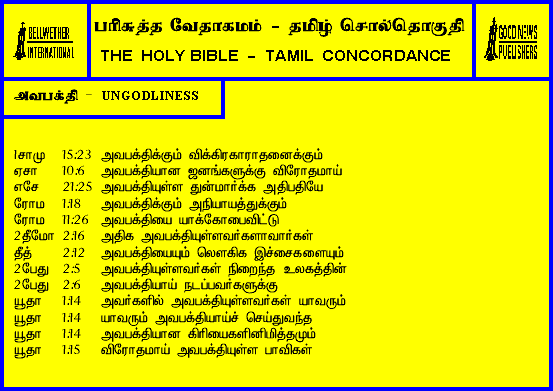 BELLWETHER
INTERNATIONAL
பரிசுத்த வேதாகமம் - தமிழ் சொல்தொகுதி
THE HOLY BIBLE - TAMIL CONCORDANCE
GOOD NEWS
PUBLISHERS
அவபக்தி - UNGODLINESS
1சாமு 15:23 அவபக்திக்கும் விக்கிரகாராதனைக்கும்
ஏசா 10:6 அவபக்தியான ஜனங்களுக்கு விரோதமாய்
எசே 21:25 அவபக்தியுள்ள துன்மார்க்க அதிபதியே
ரோம 1:18 அவபக்திக்கும் அநியாயத்துக்கும்
ரோம 11:26 அவபக்தியை யாக்கோபைவிட்டு
2தீமோ 2:16 அதிக அவபக்தியுள்ளவர்களாவார்கள்
தீத் 2:12 அவபக்தியையும் லௌகிக இச்சைகளையும்
2பேது 2:5 அவபக்தியுள்ளவர்கள் நிறைந்த உலகத்தின்
2பேது 2:6 அவபக்தியாய் நடப்பவர்களுக்கு
யூதா 1:14 அவர்களில் அவபக்தியுள்ளவர்கள் யாவரும்
யூதா 1:14 யாவரும் அவபக்தியாய்ச் செய்துவந்த
யூதா 1:14 அவபக்தியான கிரியைகளினிமித்தமும்
யூதா 1:15 விரோதமாய் அவபக்தியுள்ள பாவிகள்